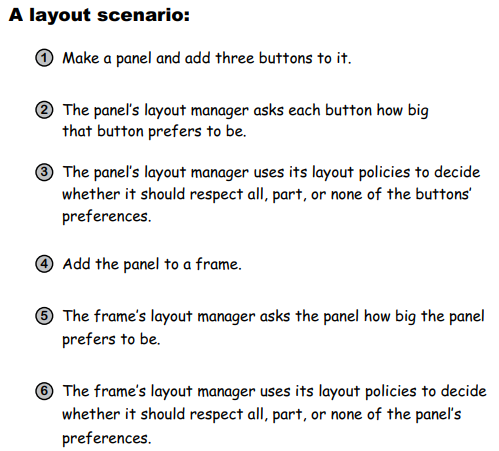 A layout scenario:
1 Make a panel and add three buttons to it.
2 The panel's layout manager asks each button how big
that button prefers to be.
3 The panel's layout manager uses its layout policies to decide
whether it should respect all, part, or none of the buttons'
preferences.
4 Add the panel to a frame.
5 The frame's layout manager asks the panel how big the panel
prefers to be.
6 The frame's layout manager uses its layout policies to decide
whether it should respect all, part, or none of the panel's
preferences.